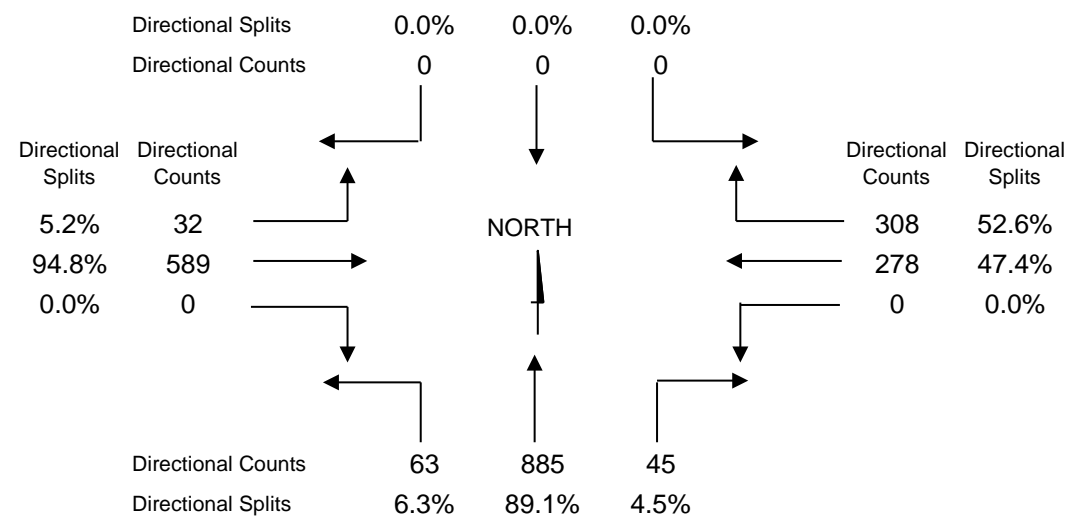 Directional Splits 0.0% 0.0% 0.0%
Directional Counts 0 0 0
Directional Directional Directional Directional
Splits Counts Counts Splits
5.2% 32 NORTH 308 52.6%
94.8% 589 278 47.4%
0.0% 0 0 0.0%
Directional Counts 63 885 45
Directional Splits 6.3% 89.1% 4.5%